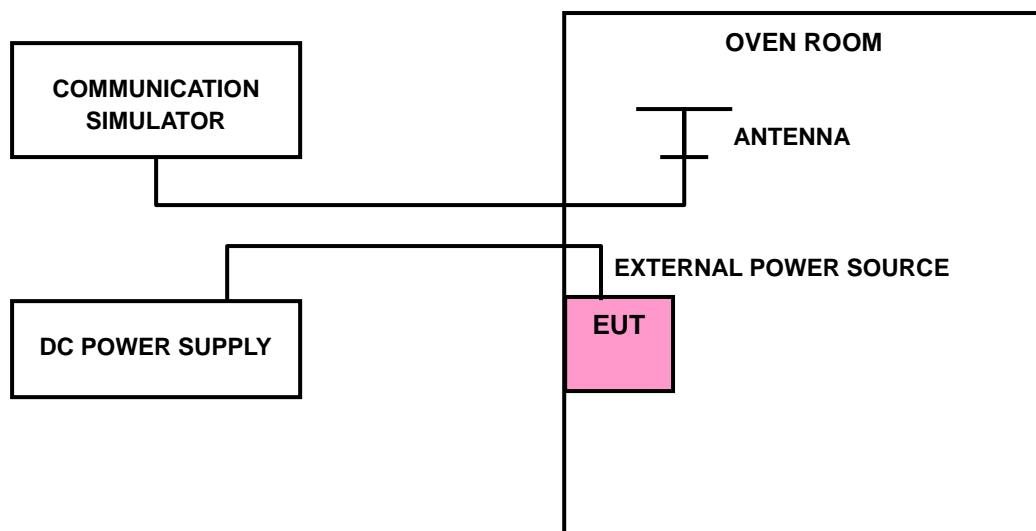 OVEN ROOM
COMMUNICATION
SIMULATOR
ANTENNA
EXTERNAL POWER SOURCE
EUT
DC POWER SUPPLY